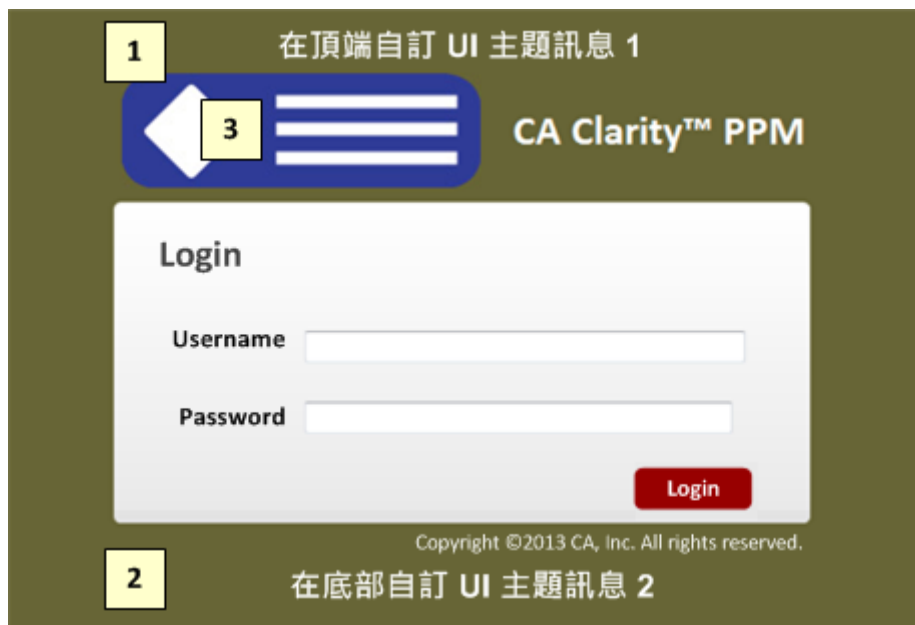 1
在頂端自訂 UI 主題訊息 1
3
CA Clarity™ PPM
Login
Username
Password
Login
Copyright ©2013 CA, Inc. All rights reserved.
2
在底部自訂 UI 主題訊息 2